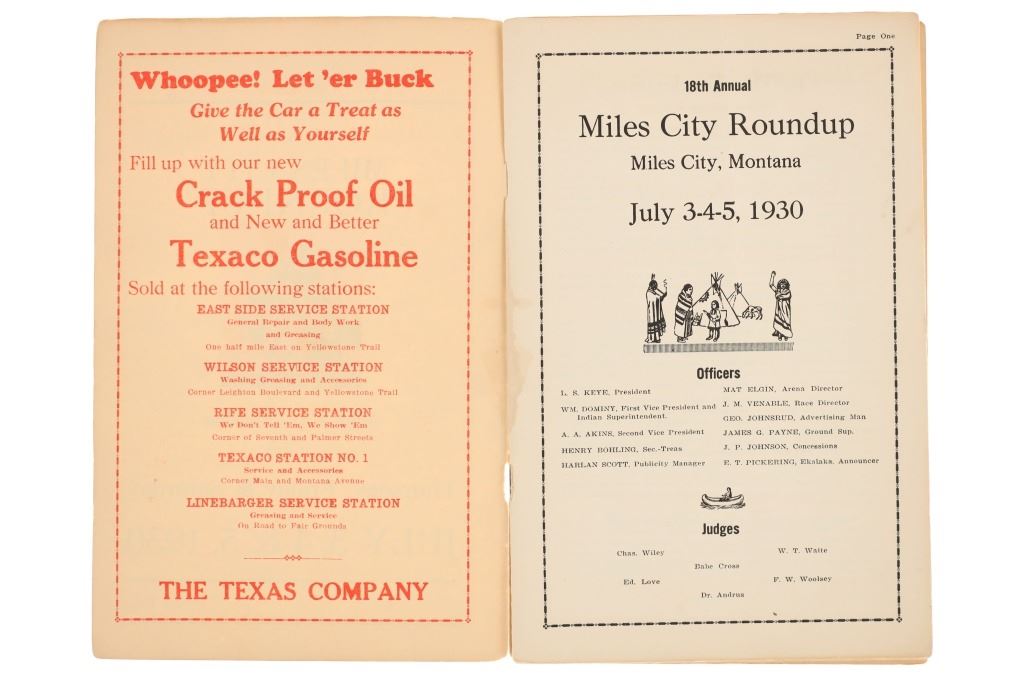 Whoopee! Let 'er Buck
Give the Car a Treat as
Well as Yourself
Fill up with our new
Crack Proof Oil
and New and Better
Texaco Gasoline
Sold at the following stations:
EAST SIDE SERVICE STATION
General Repair and Body Work
and Greasing
One half mile East on Yellowstone Trail
WILSON SERVICE STATION
Washing Greasing and Accessories
Corner Leighton Boulevard and Yellowstone Trail
RIFE SERVICE STATION
We Don't Tell 'Em, We Show 'Em
Corner of Seventh and Palmer Streets
TEXACO STATION NO. 1
Service and Accessories
Corner Main and Montana Avenue
LINEBARGER SERVICE STATION
Greasing and Service
On Road to Fair Grounds
THE TEXAS COMPANY
Page One
18th Annual
Miles City Roundup
Miles City, Montana
July 3-4-5, 1930
Officers
L. S. KEYE, President
WM. DOMINY, First Vice President and
Indian Superintendent.
A. A. AKINS, Second Vice President
HENRY BOHLING, Sec.-Treas
HARLAN SCOTT, Publicity Manager
MAT ELGIN, Arena Director
J. M. VENABLE, Race Director
GEO. JOHNSRUD, Advertising Man
JAMES G. PAYNE, Ground Sup.
J. P. JOHNSON, Concessions
E. T. PICKERING, Ekalaka, Announcer
Judges
Chas. Wiley
W. T. Waite
Babe Cross
Ed. Love
F. W. Woolsey
Dr. Andrus